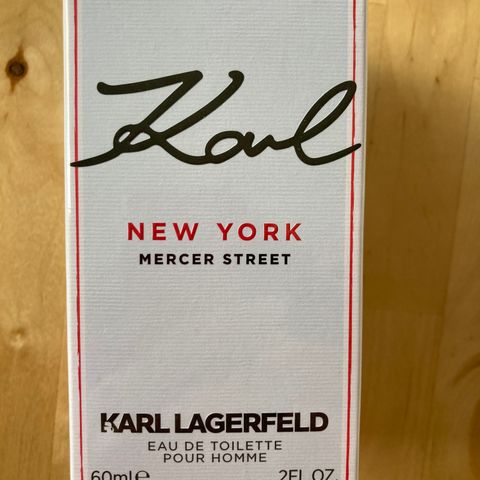 Karl
NEW YORK
MERCER STREET
KARL LAGERFELD
EAU DE TOILETTE
POUR HOMME
60ml℮ 2FL.OZ.